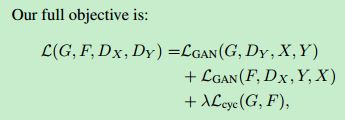 Our full objective is:
ℒ(G, F, D_X, D_Y) =ℒ_GAN(G, D_Y, X, Y)
+ ℒ_GAN(F, D_X, Y, X)
+ λℒ_cyc(G, F),